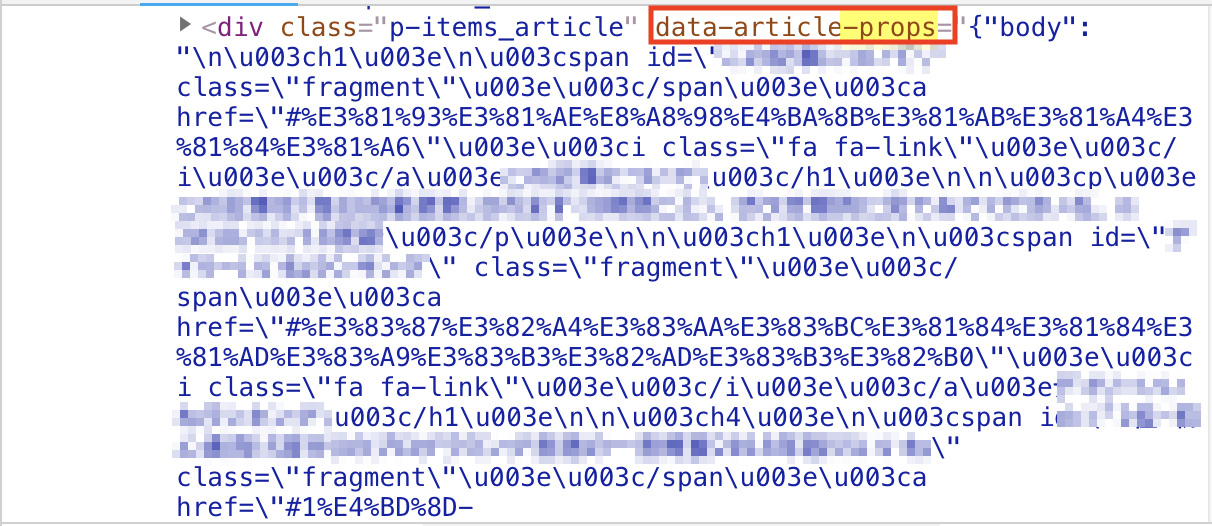 <div class="p-items_article" data-article-props='{"body":
"\n\u003ch1\u003e\n\u003cspan id=\"
class=\"fragment\"\u003e\u003c/span\u003e\u003ca
href=\"#%E3%81%93%E3%81%AE%E8%A8%98%E4%BA%8B%E3%81%AB%E3%81%A4%E3
%81%84%E3%81%A6\"\u003e\u003ci class=\"fa fa-link\"\u003e\u003c/
i\u003e\u003c/a\u003e u003c/h1\u003e\n\n\u003cp\u003e
\u003c/p\u003e\n\n\u003ch1\u003e\n\u003cspan id=\"
\" class=\"fragment\"\u003e\u003c/
span\u003e\u003ca
href=\"#%E3%83%87%E3%82%A4%E3%83%AA%E3%83%BC%E3%81%84%E3%81%84%E3
%81%AD%E3%83%A9%E3%83%B3%E3%82%AD%E3%83%B3%E3%82%B0\"\u003e\u003c
i class=\"fa fa-link\"\u003e\u003c/i\u003e\u003c/a\u003e
u003c/h1\u003e\n\n\u003ch4\u003e\n\u003cspan id
\"
class=\"fragment\"\u003e\u003c/span\u003e\u003ca
href=\"#1%E4%BD%8D-